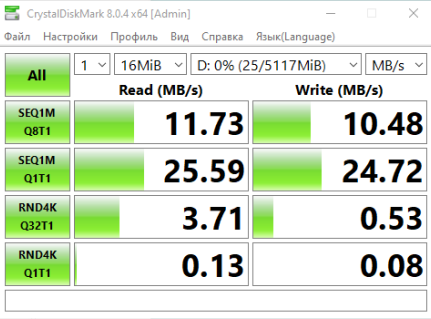 CrystalDiskMark 8.0.4 x64 [Admin]
Файл Настройки Профиль Вид Справка Язык(Language)
All 1 16MiB D: 0% (25/5117MiB) MB/s
Read (MB/s) Write (MB/s)
SEQ1M
Q8T1 11.73 10.48
SEQ1M
Q1T1 25.59 24.72
RND4K
Q32T1 3.71 0.53
RND4K
Q1T1 0.13 0.08